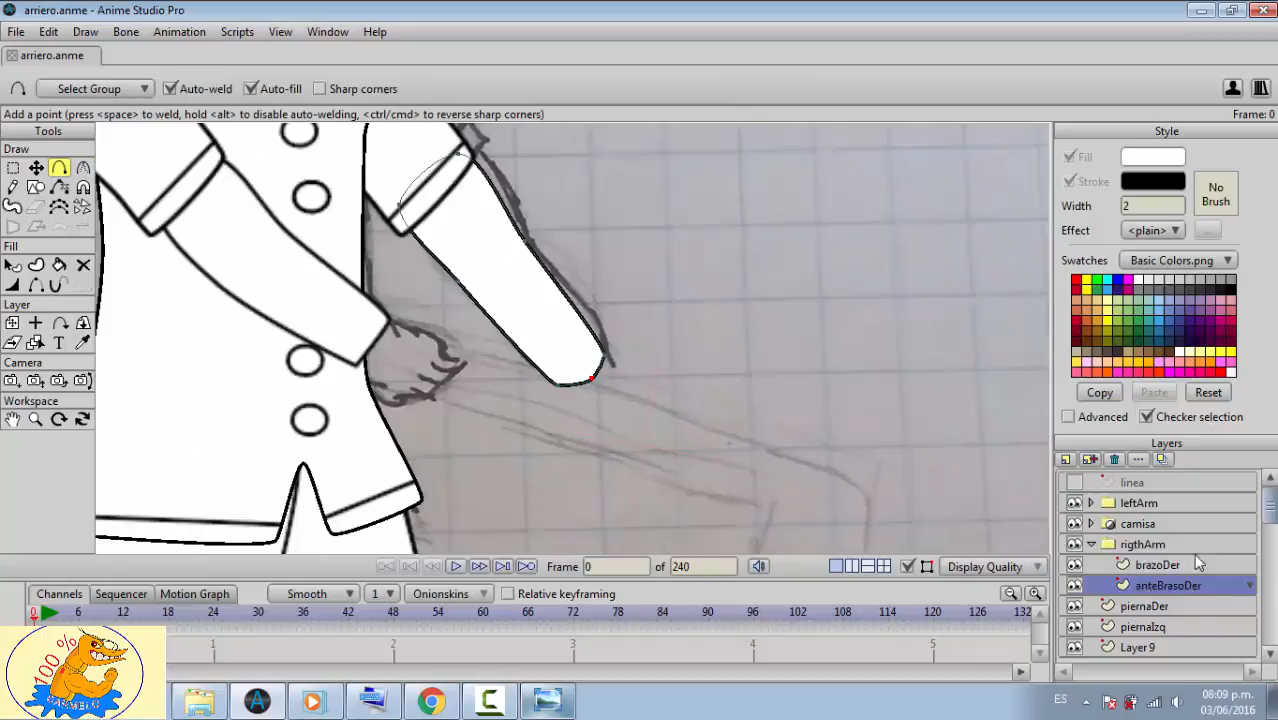 arriero.anme - Anime Studio Pro
File Edit Draw Bone Animation Scripts View Window Help
arriero.anme
Select Group Auto-weld Auto-fill Sharp corners
Add a point (press <space> to weld, hold <alt> to disable auto-welding, <ctrl/cmd> to reverse sharp corners) Frame: 0
Tools
Draw
Fill
Layer
Camera
Workspace
Style
Fill
Stroke
No Brush
Width 2
Effect <plain> ...
Swatches Basic Colors.png
Copy Paste Reset
Advanced Checker selection
Layers
linea
leftArm
camisa
rigthArm
brazoDer
anteBrasoDer
piernaDer
piernaIzq
Layer 9
Frame 0 of 240 Display Quality
Channels Sequencer Motion Graph Smooth 1 Onionskins Relative keyframing
0 6 12 18 24 30 36 42 48 54 60 66 72 78 84 90 96 102 108 114 120 126 132
1 2 3 4 5
100 %
ES 08:09 p.m.
03/06/2016